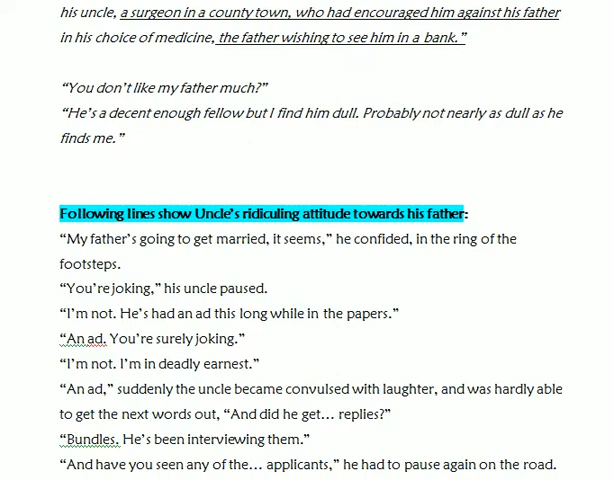 his uncle, a surgeon in a county town, who had encouraged him against his father
in his choice of medicine, the father wishing to see him in a bank.”
“You don’t like my father much?”
“He’s a decent enough fellow but I find him dull. Probably not nearly as dull as he
finds me.”
Following lines show Uncle’s ridiculing attitude towards his father:
“My father’s going to get married, it seems,” he confided, in the ring of the
footsteps.
“You’re joking,” his uncle paused.
“I’m not. He’s had an ad this long while in the papers.”
“An ad. You’re surely joking.”
“I’m not. I’m in deadly earnest.”
“An ad,” suddenly the uncle became convulsed with laughter, and was hardly able
to get the next words out, “And did he get… replies?”
“Bundles. He’s been interviewing them.”
“And have you seen any of the… applicants,” he had to pause again on the road.